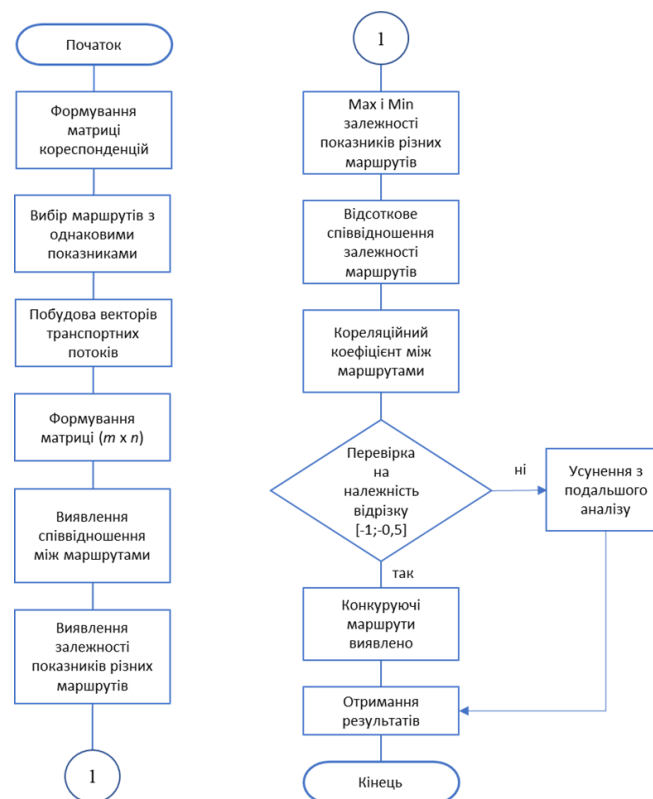 Початок
Формування
матриці
кореспонденцій
Вибір маршрутів з
однаковими
показниками
Побудова векторів
транспортних
потоків
Формування
матриці (m x n)
Виявлення
співвідношення
між маршрутами
Виявлення
залежності
показників різних
маршрутів
1
1
Max і Min
залежності
показників різних
маршрутів
Відсоткове
співвідношення
залежності
маршрутів
Кореляційний
коефіцієнт між
маршрутами
Перевірка
на
належність
відрізку
[-1;-0,5]
ні
Усунення з
подальшого
аналізу
так
Конкуруючі
маршрути
виявлено
Отримання
результатів
Кінець